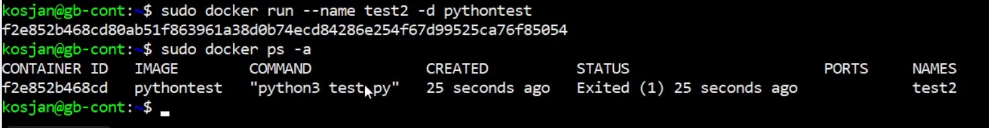 kosjan@gb-cont:~$ sudo docker run --name test2 -d pythontest
f2e852b468cd80ab51f863961a38d0b74ecd84286e254f67d99525ca76f85054
kosjan@gb-cont:~$ sudo docker ps -a
CONTAINER ID IMAGE COMMAND CREATED STATUS PORTS NAMES
f2e852b468cd pythontest "python3 test.py" 25 seconds ago Exited (1) 25 seconds ago test2
kosjan@gb-cont:~$